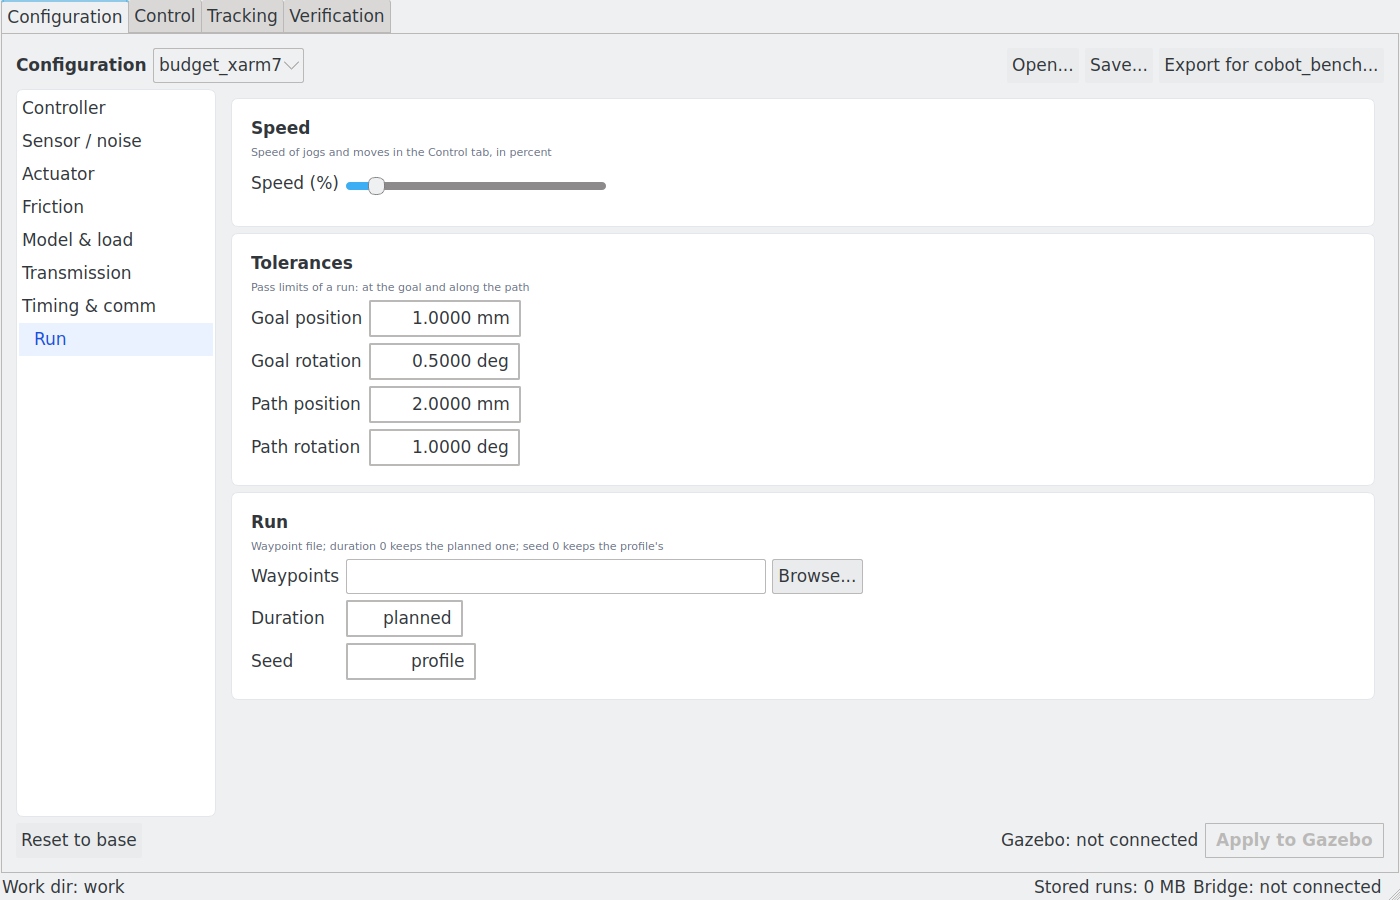 Configuration Control Tracking Verification
Configuration budget_xarm7 Open... Save... Export for cobot_bench...
Controller
Sensor / noise
Actuator
Friction
Model & load
Transmission
Timing & comm
Run
Speed
Speed of jogs and moves in the Control tab, in percent
Speed (%)
Tolerances
Pass limits of a run: at the goal and along the path
Goal position 1.0000 mm
Goal rotation 0.5000 deg
Path position 2.0000 mm
Path rotation 1.0000 deg
Run
Waypoint file; duration 0 keeps the planned one; seed 0 keeps the profile's
Waypoints Browse...
Duration planned
Seed profile
Reset to base Gazebo: not connected Apply to Gazebo
Work dir: work Stored runs: 0 MB Bridge: not connected